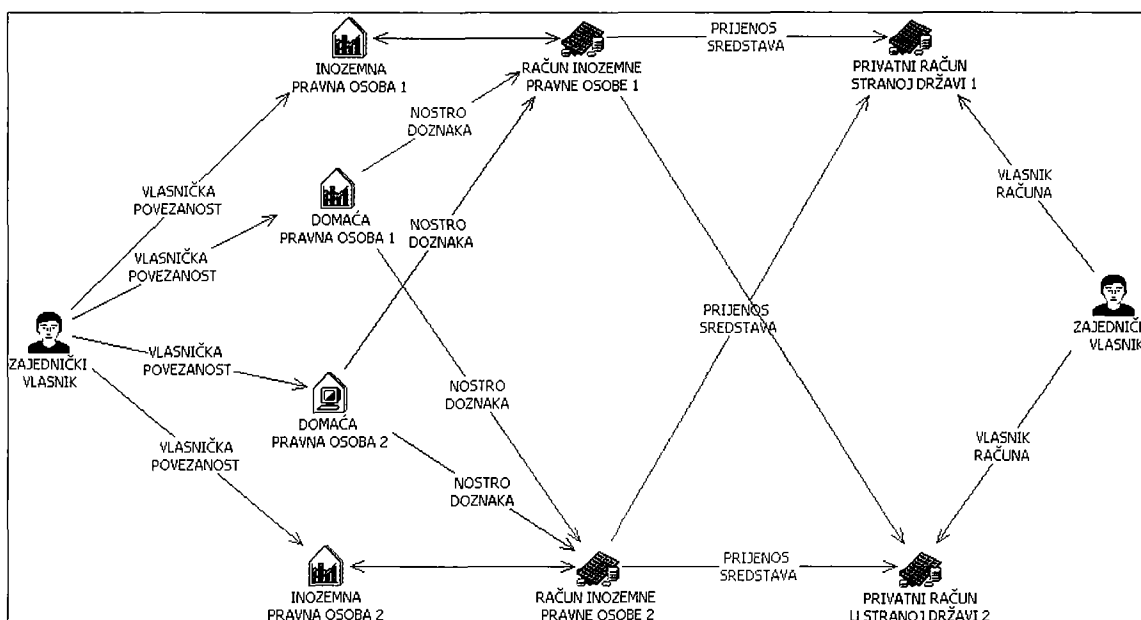 PRIJENOS
SREDSTAVA
INOZEMNA
PRAVNA OSOBA 1
RAČUN INOZEMNE
PRAVNE OSOBE 1
PRIVATNI RAČUN
STRANOJ DRŽAVI 1
NOSTRO
DOZNAKA
VLASNIČKA
POVEZANOST
DOMAĆA
PRAVNA OSOBA 1
NOSTRO
DOZNAKA
VLASNIK
RAČUNA
VLASNIČKA
POVEZANOST
ZAJEDNIČKI
VLASNIK
PRIJENOS
SREDSTAVA
ZAJEDNIČKI
VLASNIK
VLASNIČKA
POVEZANOST
DOMAĆA
PRAVNA OSOBA 2
NOSTRO
DOZNAKA
VLASNIČKA
POVEZANOST
VLASNIK
RAČUNA
NOSTRO
DOZNAKA
PRIJENOS
SREDSTAVA
INOZEMNA
PRAVNA OSOBA 2
RAČUN INOZEMNE
PRAVNE OSOBE 2
PRIVATNI RAČUN
U STRANOJ DRŽAVI 2